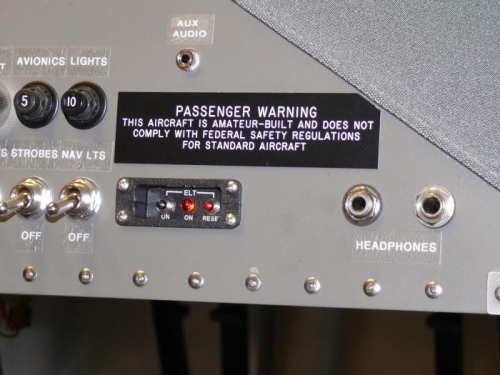 AUX
AUDIO
AVIONICS LIGHTS
5 10
PASSENGER WARNING
THIS AIRCRAFT IS AMATEUR-BUILT AND DOES NOT
COMPLY WITH FEDERAL SAFETY REGULATIONS
FOR STANDARD AIRCRAFT
STROBES NAV LTS
ELT
ON ON RESET
OFF OFF
HEADPHONES